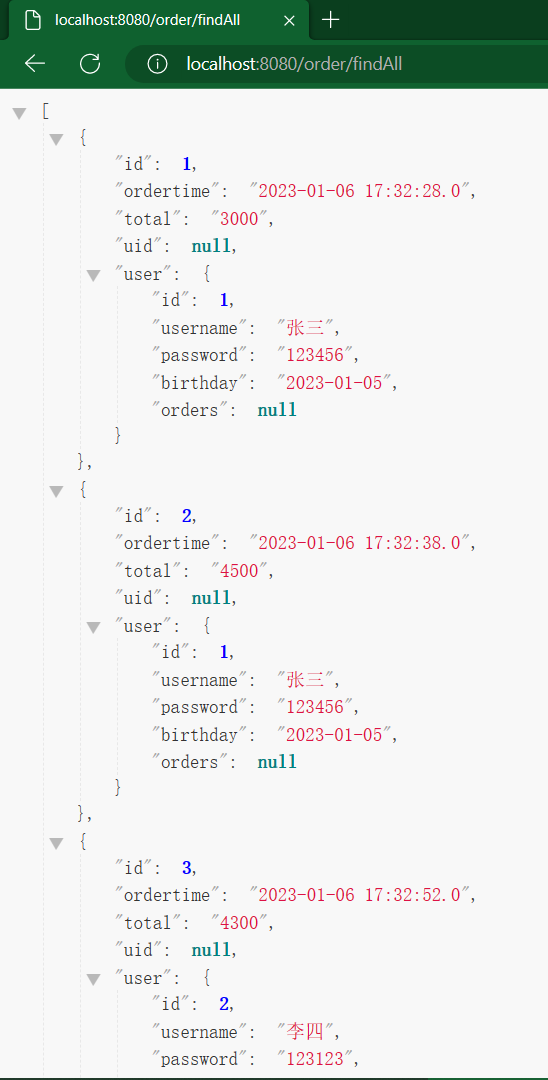 localhost:8080/order/findAll
localhost:8080/order/findAll
[
{
"id": 1,
"ordertime": "2023-01-06 17:32:28.0",
"total": "3000",
"uid": null,
"user": {
"id": 1,
"username": "张三",
"password": "123456",
"birthday": "2023-01-05",
"orders": null
}
},
{
"id": 2,
"ordertime": "2023-01-06 17:32:38.0",
"total": "4500",
"uid": null,
"user": {
"id": 1,
"username": "张三",
"password": "123456",
"birthday": "2023-01-05",
"orders": null
}
},
{
"id": 3,
"ordertime": "2023-01-06 17:32:52.0",
"total": "4300",
"uid": null,
"user": {
"id": 2,
"username": "李四",
"password": "123123",